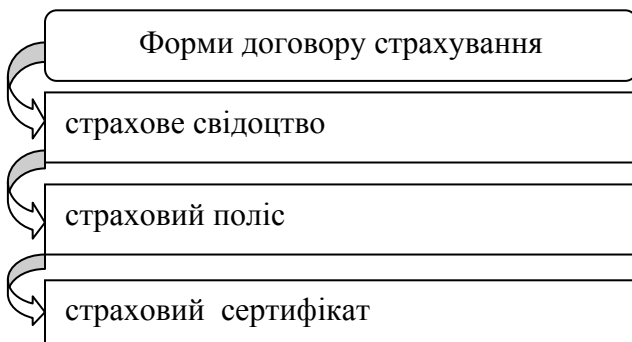 Форми договору страхування
страхове свідоцтво
страховий поліс
страховий сертифікат